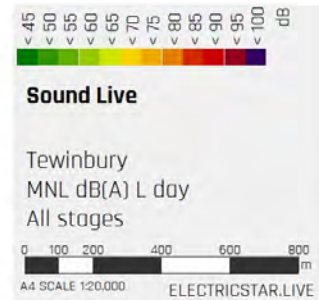 < 45
< 50
< 55
< 60
< 65
< 70
< 75
< 80
< 85
< 90
< 95
< 100
dB
Sound Live
Tewinbury
MNL dB(A) L day
All stages
0 100 200 400 600 800
m
A4 SCALE 1:20.000 ELECTRICSTAR.LIVE